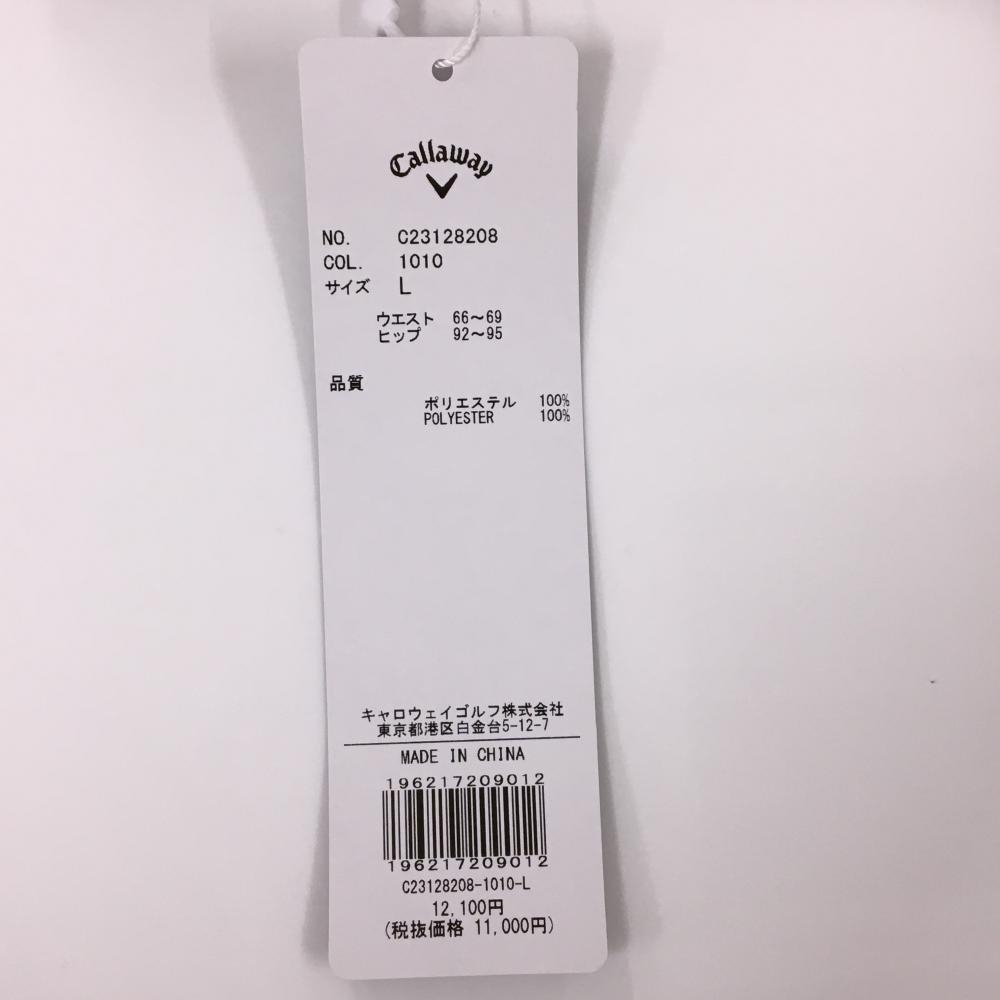 Callaway
NO. C23128208
COL. 1010
サイズ L
ウエスト 66～69
ヒップ 92～95
品質
ポリエステル 100%
POLYESTER 100%
キャロウェイゴルフ株式会社
東京都港区白金台5-12-7
MADE IN CHINA
196217209012
196217209012
C23128208-1010-L
12,100円
(税抜価格 11,000円)